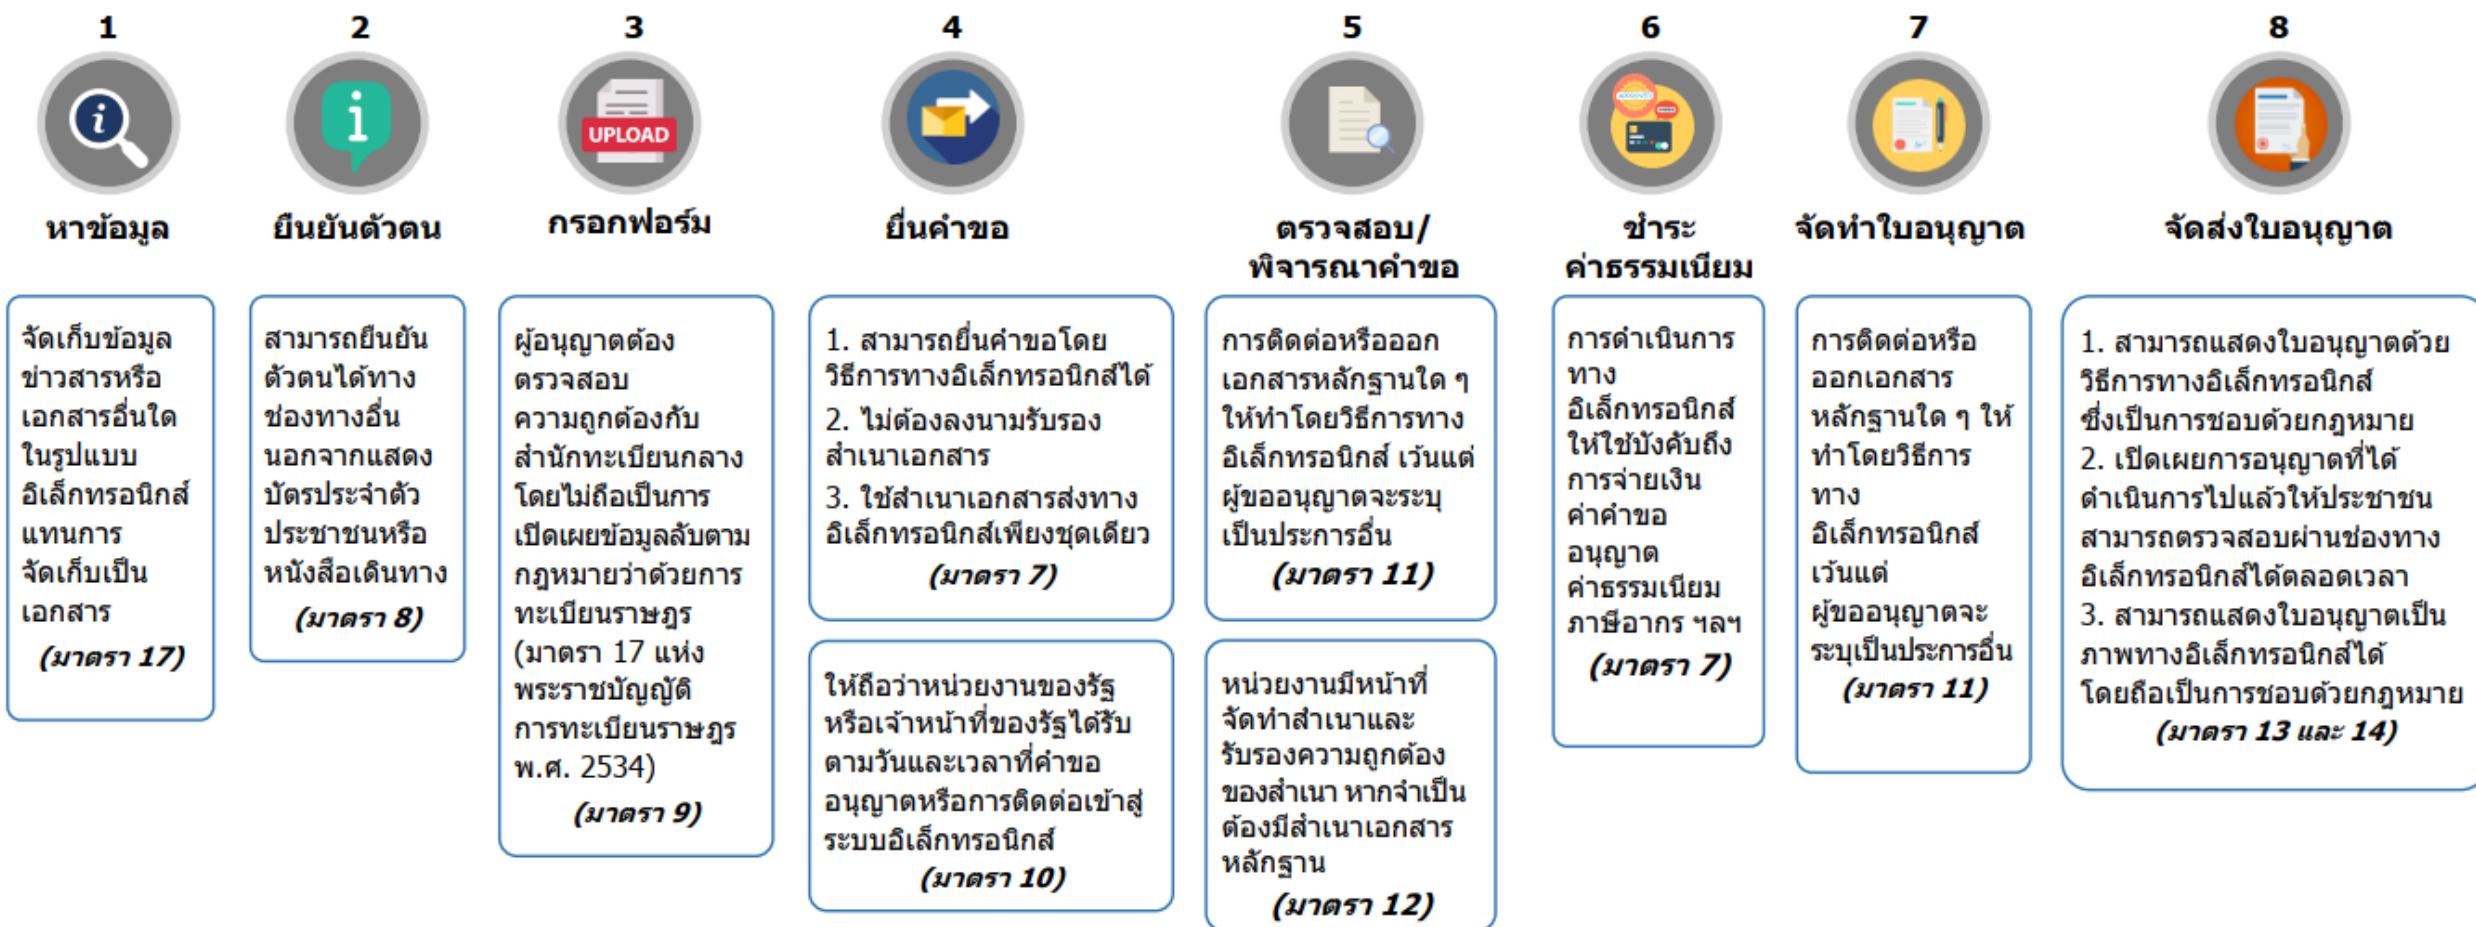 1
หาข้อมูล
จัดเก็บข้อมูล
ข่าวสารหรือ
เอกสารอื่นใด
ในรูปแบบ
อิเล็กทรอนิกส์
แทนการ
จัดเก็บเป็น
เอกสาร
(มาตรา 17)
2
ยืนยันตัวตน
สามารถยืนยัน
ตัวตนได้ทาง
ช่องทางอื่น
นอกจากแสดง
บัตรประจำตัว
ประชาชนหรือ
หนังสือเดินทาง
(มาตรา 8)
3
UPLOAD
กรอกฟอร์ม
ผู้อนุญาตต้อง
ตรวจสอบ
ความถูกต้องกับ
สำนักทะเบียนกลาง
โดยไม่ถือเป็นการ
เปิดเผยข้อมูลลับตาม
กฎหมายว่าด้วยการ
ทะเบียนราษฎร
(มาตรา 17 แห่ง
พระราชบัญญัติ
การทะเบียนราษฎร
พ.ศ. 2534)
(มาตรา 9)
4
ยื่นคำขอ
1. สามารถยื่นคำขอโดย
วิธีการทางอิเล็กทรอนิกส์ได้
2. ไม่ต้องลงนามรับรอง
สำเนาเอกสาร
3. ใช้สำเนาเอกสารส่งทาง
อิเล็กทรอนิกส์เพียงชุดเดียว
(มาตรา 7)
ให้ถือว่าหน่วยงานของรัฐ
หรือเจ้าหน้าที่ของรัฐได้รับ
ตามวันและเวลาที่คำขอ
อนุญาตหรือการติดต่อเข้าสู่
ระบบอิเล็กทรอนิกส์
(มาตรา 10)
5
ตรวจสอบ/
พิจารณาคำขอ
การติดต่อหรือออก
เอกสารหลักฐานใด ๆ
ให้ทำโดยวิธีการทาง
อิเล็กทรอนิกส์ เว้นแต่
ผู้ขออนุญาตจะระบุ
เป็นประการอื่น
(มาตรา 11)
หน่วยงานมีหน้าที่
จัดทำสำเนาและ
รับรองความถูกต้อง
ของสำเนา หากจำเป็น
ต้องมีสำเนาเอกสาร
หลักฐาน
(มาตรา 12)
6
APPROVED
ชำระ
ค่าธรรมเนียม
การดำเนินการ
ทาง
อิเล็กทรอนิกส์
ให้ใช้บังคับถึง
การจ่ายเงิน
ค่าคำขอ
อนุญาต
ค่าธรรมเนียม
ภาษีอากร ฯลฯ
(มาตรา 7)
7
จัดทำใบอนุญาต
การติดต่อหรือ
ออกเอกสาร
หลักฐานใด ๆ ให้
ทำโดยวิธีการ
ทาง
อิเล็กทรอนิกส์
เว้นแต่
ผู้ขออนุญาตจะ
ระบุเป็นประการอื่น
(มาตรา 11)
8
จัดส่งใบอนุญาต
1. สามารถแสดงใบอนุญาตด้วย
วิธีการทางอิเล็กทรอนิกส์
ซึ่งเป็นการชอบด้วยกฎหมาย
2. เปิดเผยการอนุญาตที่ได้
ดำเนินการไปแล้วให้ประชาชน
สามารถตรวจสอบผ่านช่องทาง
อิเล็กทรอนิกส์ได้ตลอดเวลา
3. สามารถแสดงใบอนุญาตเป็น
ภาพทางอิเล็กทรอนิกส์ได้
โดยถือเป็นการชอบด้วยกฎหมาย
(มาตรา 13 และ 14)